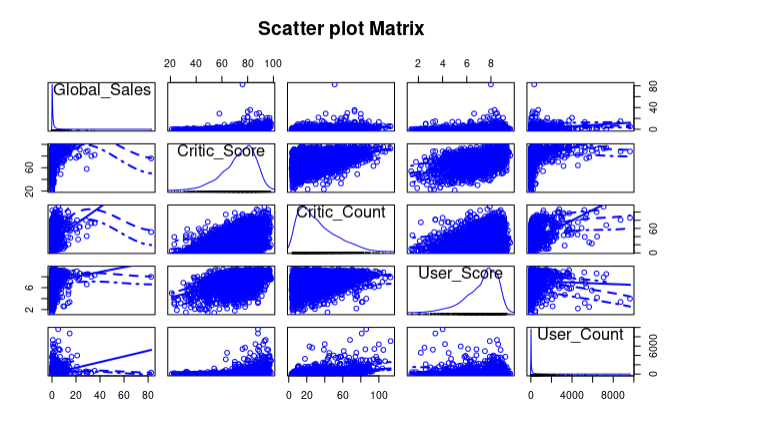 Scatter plot Matrix
20 40 60 80 100
2 4 6 8
Global_Sales
0 40 80
Critic_Score
20 60
Critic_Count
0 60
User_Score
2 6
User_Count
0 6000
0 20 40 60 80
0 20 60 100
0 4000 8000